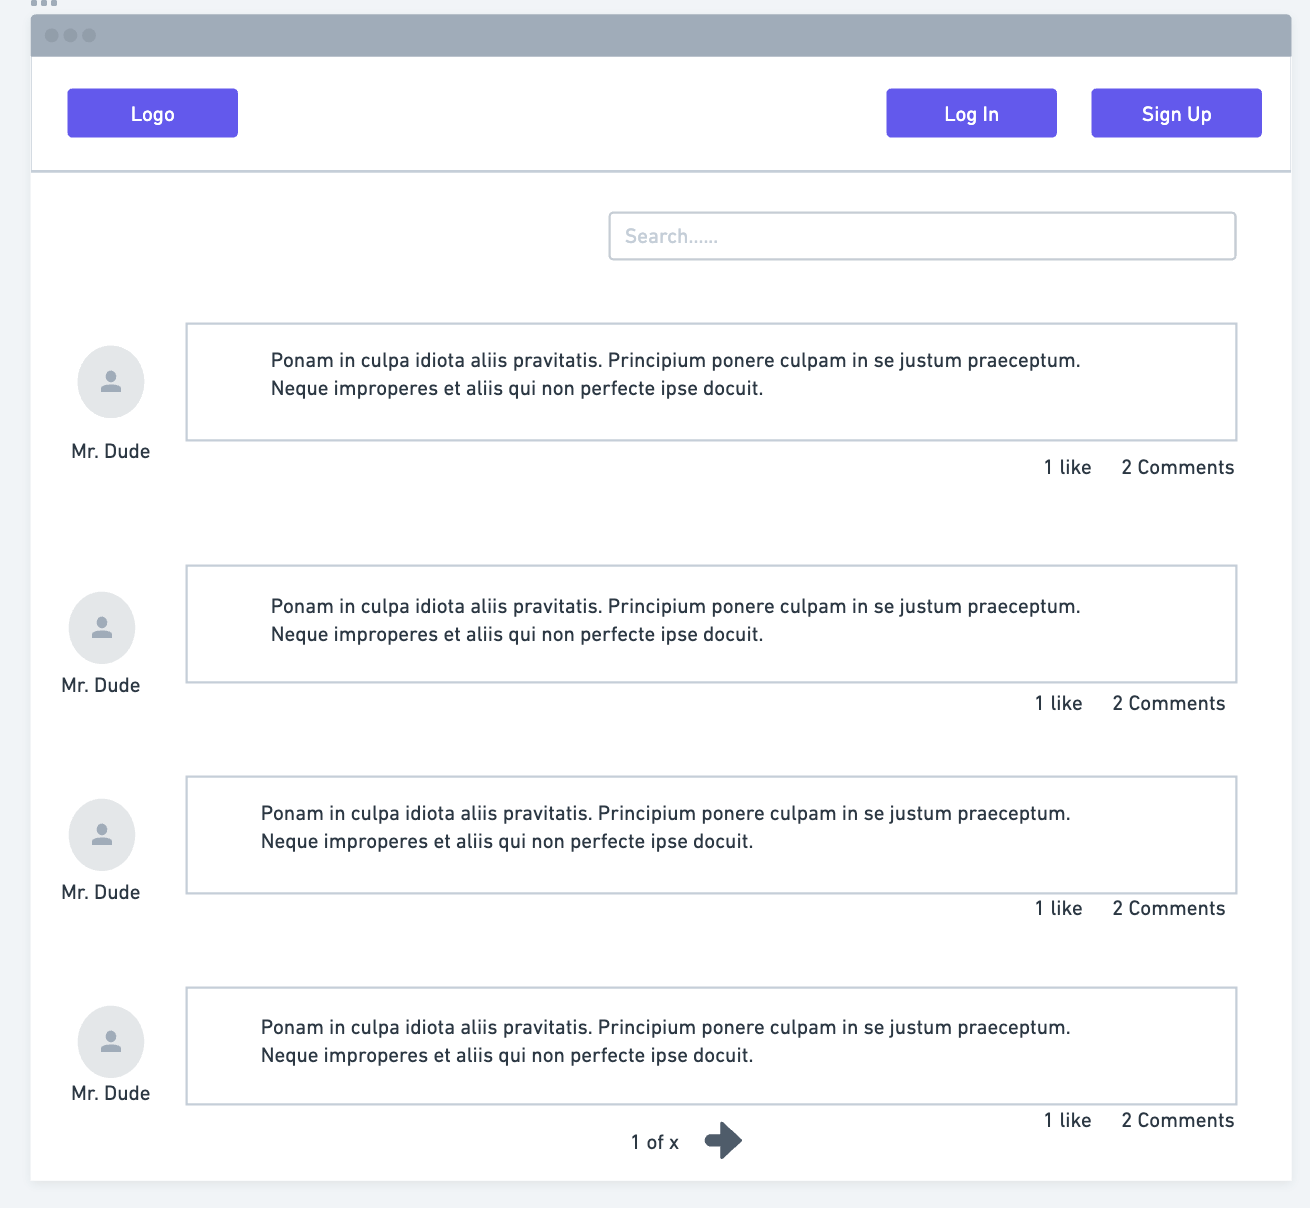 Logo
Log In
Sign Up
Search......
Ponam in culpa idiota aliis pravitatis. Principium ponere culpam in se justum praeceptum.
Neque improperes et aliis qui non perfecte ipse docuit.
Mr. Dude
1 like
2 Comments
Ponam in culpa idiota aliis pravitatis. Principium ponere culpam in se justum praeceptum.
Neque improperes et aliis qui non perfecte ipse docuit.
Mr. Dude
1 like
2 Comments
Ponam in culpa idiota aliis pravitatis. Principium ponere culpam in se justum praeceptum.
Neque improperes et aliis qui non perfecte ipse docuit.
Mr. Dude
1 like
2 Comments
Ponam in culpa idiota aliis pravitatis. Principium ponere culpam in se justum praeceptum.
Neque improperes et aliis qui non perfecte ipse docuit.
Mr. Dude
1 like
2 Comments
1 of x